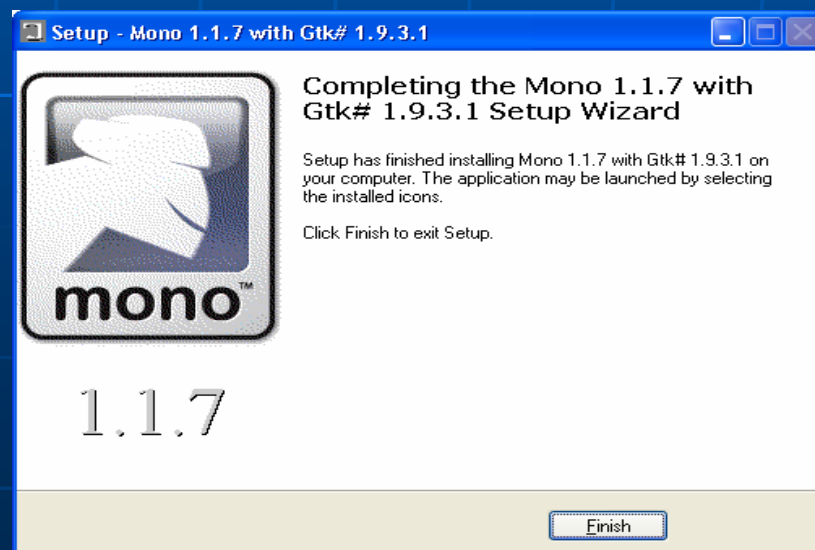 Setup - Mono 1.1.7 with Gtk# 1.9.3.1
Completing the Mono 1.1.7 with
Gtk# 1.9.3.1 Setup Wizard
Setup has finished installing Mono 1.1.7 with Gtk# 1.9.3.1 on
your computer. The application may be launched by selecting
the installed icons.
Click Finish to exit Setup.
mono™
1.1.7
Finish